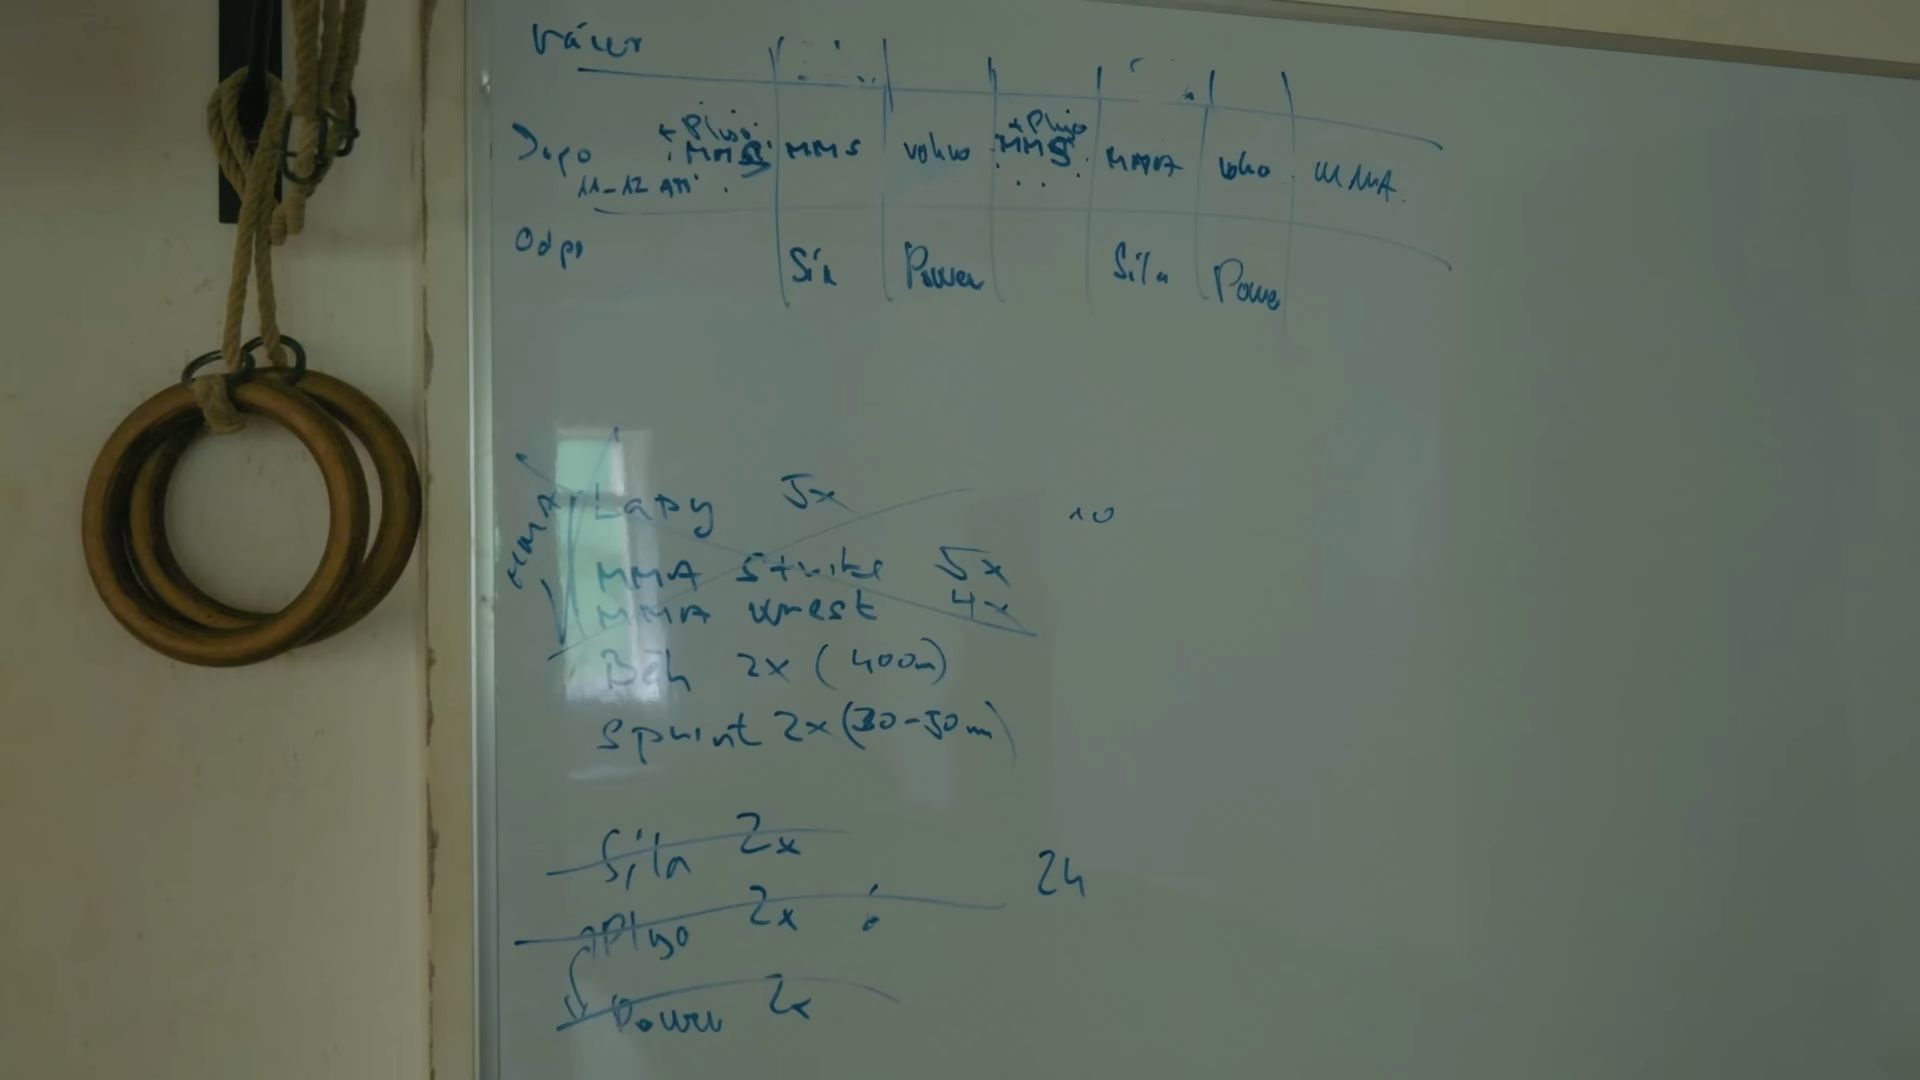 + Plyo + Plyo
Dopo MMS MMS volno MMS MMA volno MMA
11-12 AM
Odpo Síla Power Síla Power
Lapy 5x 10
MMA Strike 5x
MMA Wrest 4x
Běh 2x (400m)
Sprint 2x (30-50m)
Síla 2x
24
Plyo 2x
Power 2x